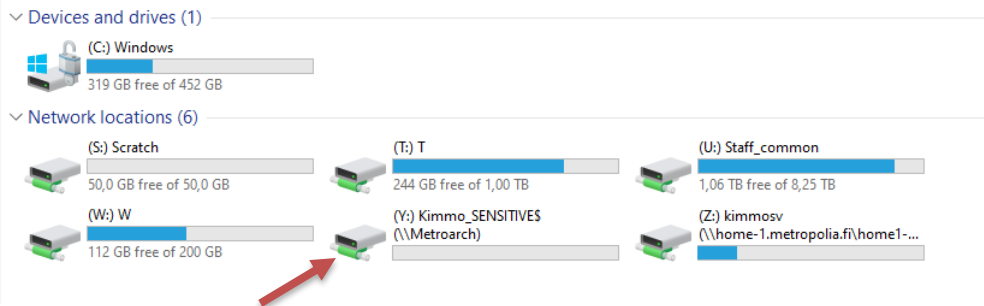 Devices and drives (1)
(C:) Windows
319 GB free of 452 GB
Network locations (6)
(S:) Scratch
50,0 GB free of 50,0 GB
(T:) T
244 GB free of 1,00 TB
(U:) Staff_common
1,06 TB free of 8,25 TB
(W:) W
112 GB free of 200 GB
(Y:) Kimmo_SENSITIVE$
(\\Metroarch)
(Z:) kimmosv
(\\home-1.metropolia.fi\home1-...